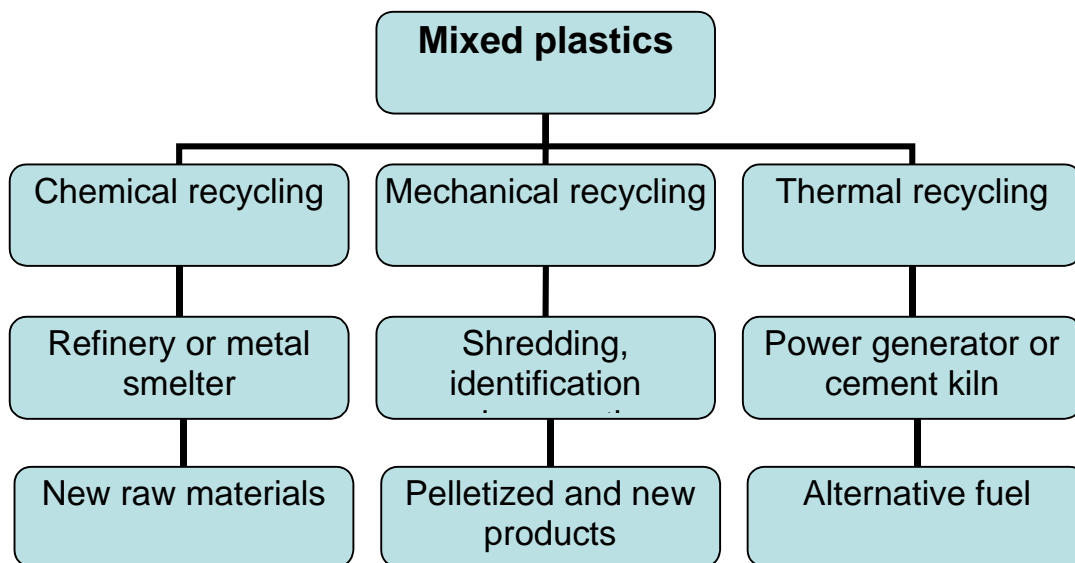 Mixed plastics
Chemical recycling
Mechanical recycling
Thermal recycling
Refinery or metal
smelter
Shredding,
identification
Power generator or
cement kiln
New raw materials
Pelletized and new
products
Alternative fuel